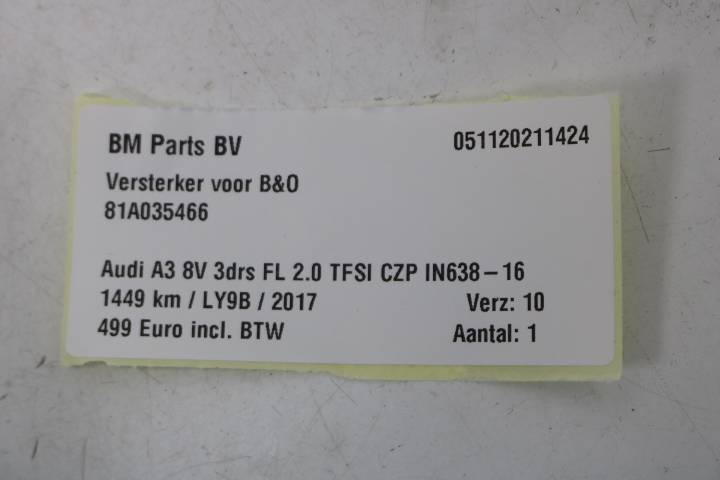 BM Parts BV 051120211424
Versterker voor B&O
81A035466
Audi A3 8V 3drs FL 2.0 TFSI CZP IN638-16
1449 km / LY9B / 2017 Verz: 10
499 Euro incl. BTW Aantal: 1